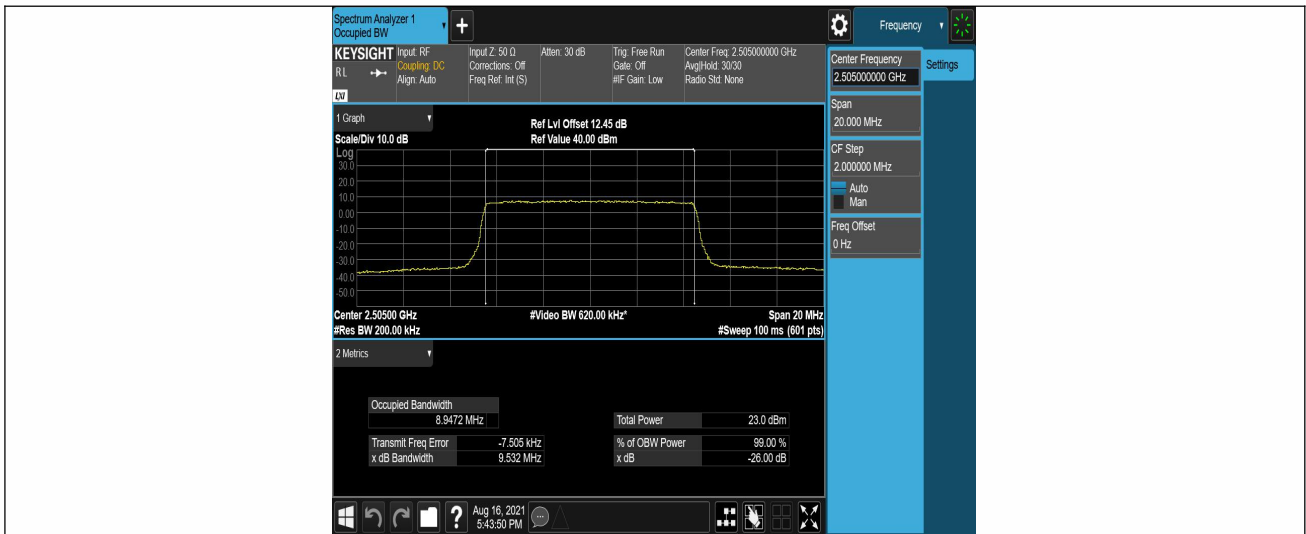 Spectrum Analyzer 1
Occupied BW
+
Frequency
KEYSIGHT
RL
LXI
Input: RF
Coupling: DC
Align: Auto
Input Z: 50 Ω
Corrections: Off
Freq Ref: Int (S)
Atten: 30 dB
Trig: Free Run
Gate: Off
#IF Gain: Low
Center Freq: 2.505000000 GHz
Avg|Hold: 30/30
Radio Std: None
Center Frequency
2.505000000 GHz
Settings
Span
20.000 MHz
CF Step
2.000000 MHz
Auto
Man
Freq Offset
0 Hz
1 Graph
Scale/Div 10.0 dB
Ref Lvl Offset 12.45 dB
Ref Value 40.00 dBm
Log
30.0
20.0
10.0
0.00
-10.0
-20.0
-30.0
-40.0
-50.0
Center 2.50500 GHz
#Video BW 620.00 kHz*
Span 20 MHz
#Res BW 200.00 kHz
#Sweep 100 ms (601 pts)
2 Metrics
Occupied Bandwidth
8.9472 MHz
Total Power 23.0 dBm
Transmit Freq Error -7.505 kHz
% of OBW Power 99.00 %
x dB Bandwidth 9.532 MHz
x dB -26.00 dB
?
Aug 16, 2021
5:43:50 PM